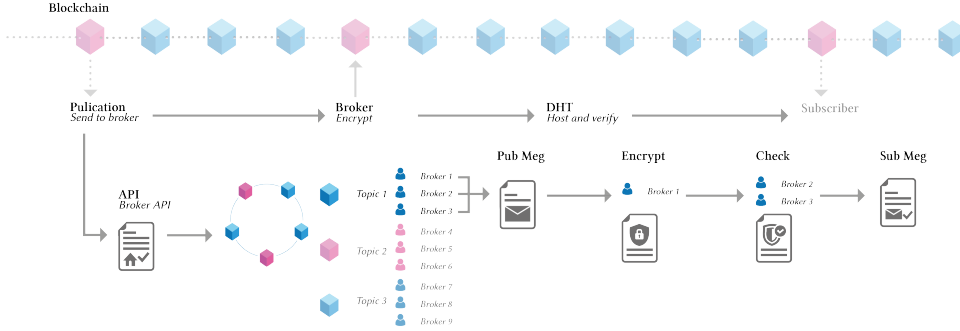 Blockchain
Pulication
Send to broker
Broker
Encrypt
DHT
Host and verify
Subscriber
API
Broker API
Topic 1
Topic 2
Topic 3
Broker 1
Broker 2
Broker 3
Broker 4
Broker 5
Broker 6
Broker 7
Broker 8
Broker 9
Pub Meg
Encrypt
Broker 1
Check
Broker 2
Broker 3
Sub Meg